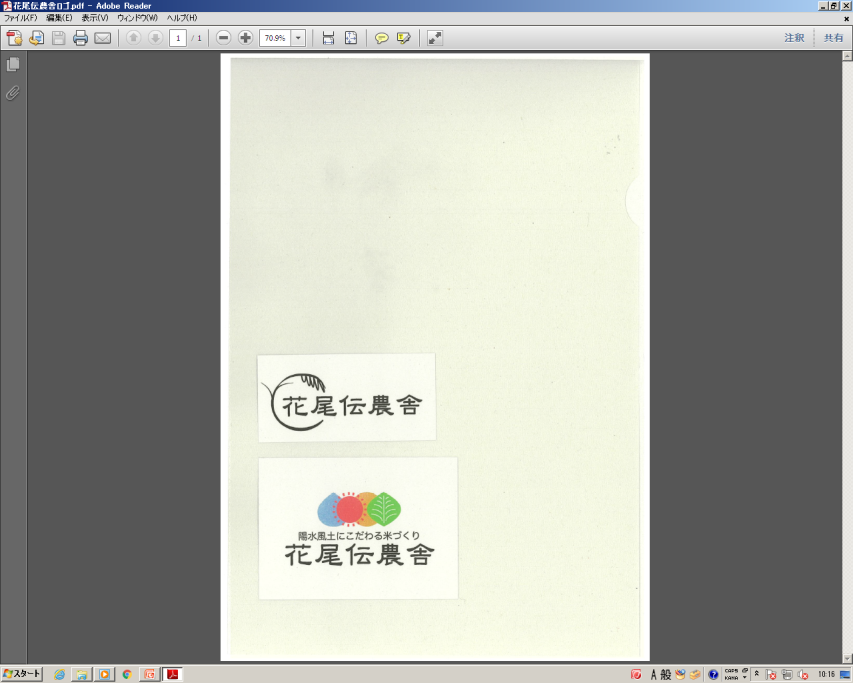 花尾伝農舎ロゴ.pdf - Adobe Reader
ファイル(F) 編集(E) 表示(V) ウィンドウ(W) ヘルプ(H)
1 / 1 70.9% 注釈 共有
花尾伝農舎
陽水風土にこだわる米づくり
花尾伝農舎
スタート A 般 CAPS KANA 10:16